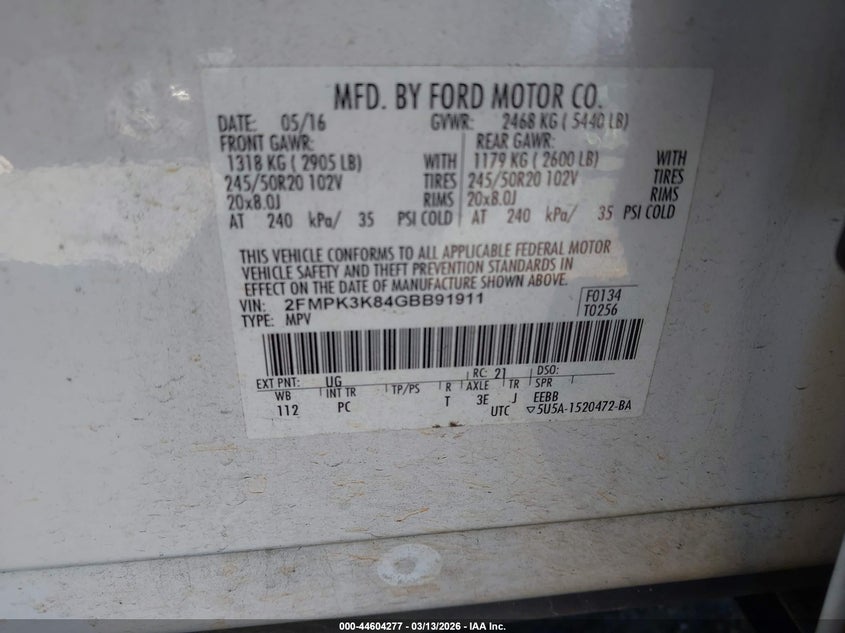 MFD. BY FORD MOTOR CO.
DATE: 05/16 GVWR: 2468 KG ( 5440 LB)
FRONT GAWR: REAR GAWR:
1318 KG ( 2905 LB) WITH 1179 KG ( 2600 LB) WITH
245/50R20 102V TIRES 245/50R20 102V TIRES
20x8.0J RIMS 20x8.0J RIMS
AT 240 kPa/ 35 PSI COLD AT 240 kPa/ 35 PSI COLD
THIS VEHICLE CONFORMS TO ALL APPLICABLE FEDERAL MOTOR
VEHICLE SAFETY AND THEFT PREVENTION STANDARDS IN
EFFECT ON THE DATE OF MANUFACTURE SHOWN ABOVE.
VIN: 2FMPK3K84GBB91911 F0134
TYPE: MPV T0256
EXT PNT: UG RC: 21 DSO:
WB INT TR TP/PS R AXLE TR SPR
112 PC T 3E J EEBB
UTC ▽5U5A-1520472-BA
000-44604277 - 03/13/2026 - IAA Inc.